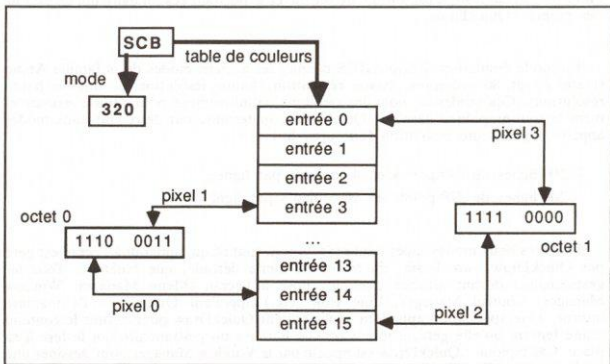 SCB
table de couleurs
mode
320
entrée 0
entrée 1
entrée 2
entrée 3
...
entrée 13
entrée 14
entrée 15
pixel 3
pixel 1
octet 0
1110 0011
pixel 0
1111 0000
octet 1
pixel 2